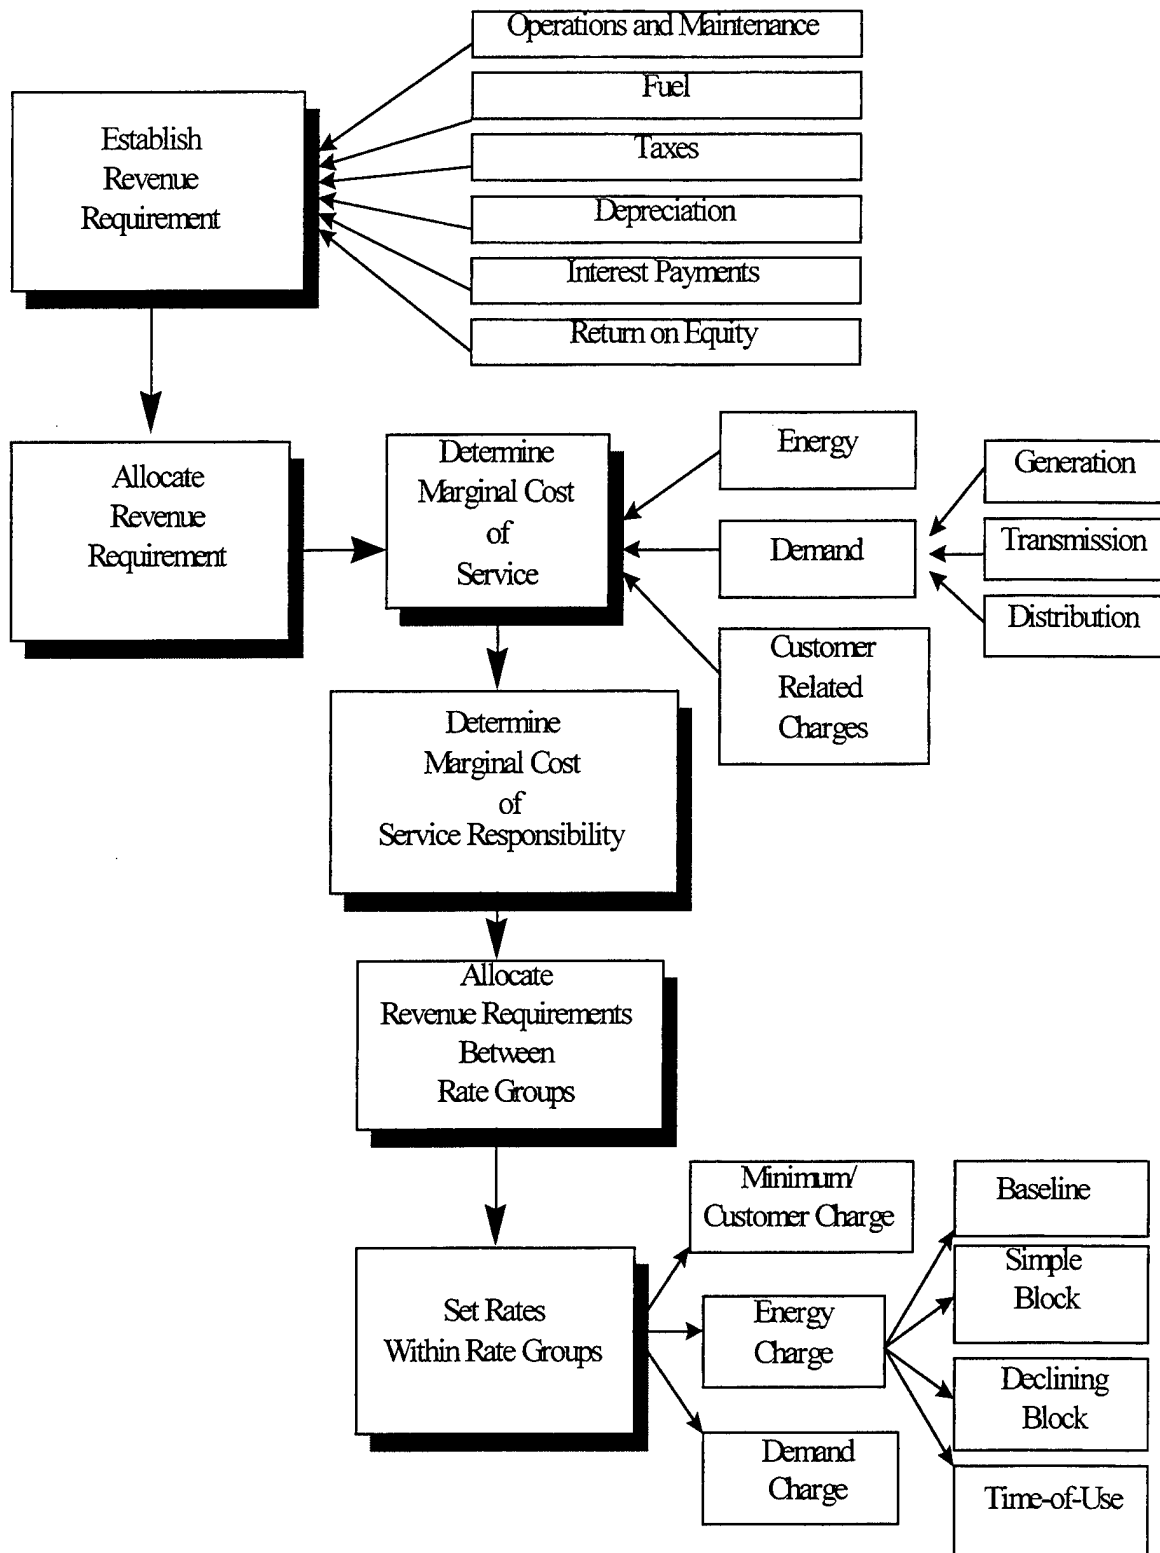 Operations and Maintenance
Fuel
Taxes
Depreciation
Interest Payments
Return on Equity
Establish
Revenue
Requirement
Allocate
Revenue
Requirement
Determine
Marginal Cost
of
Service
Energy
Demand
Customer
Related
Charges
Generation
Transmission
Distribution
Determine
Marginal Cost
of
Service Responsibility
Allocate
Revenue Requirements
Between
Rate Groups
Set Rates
Within Rate Groups
Minimum/
Customer Charge
Energy
Charge
Demand
Charge
Baseline
Simple
Block
Declining
Block
Time-of-Use